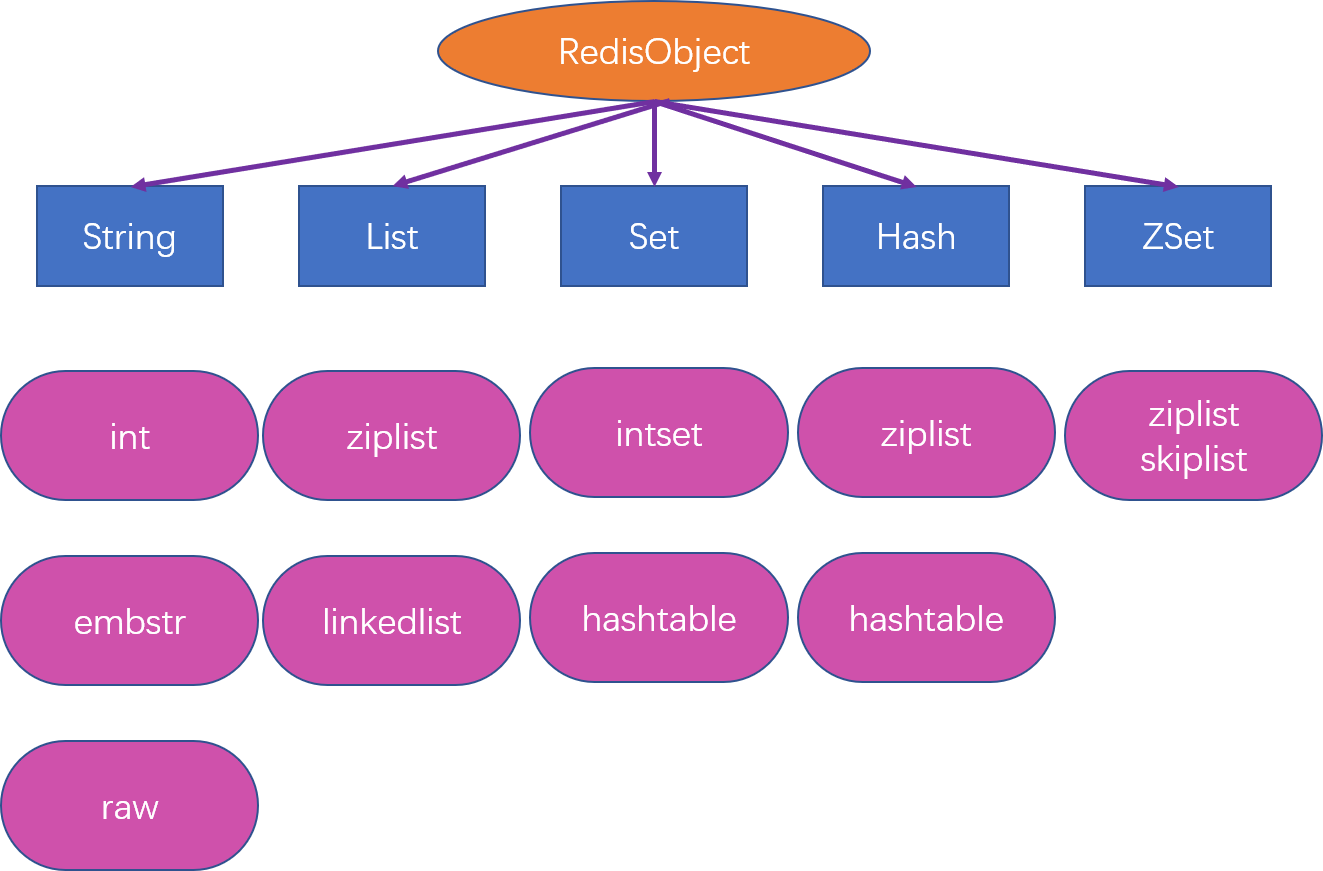 RedisObject
String
List
Set
Hash
ZSet
int
ziplist
intset
ziplist
ziplist
skiplist
embstr
linkedlist
hashtable
hashtable
raw